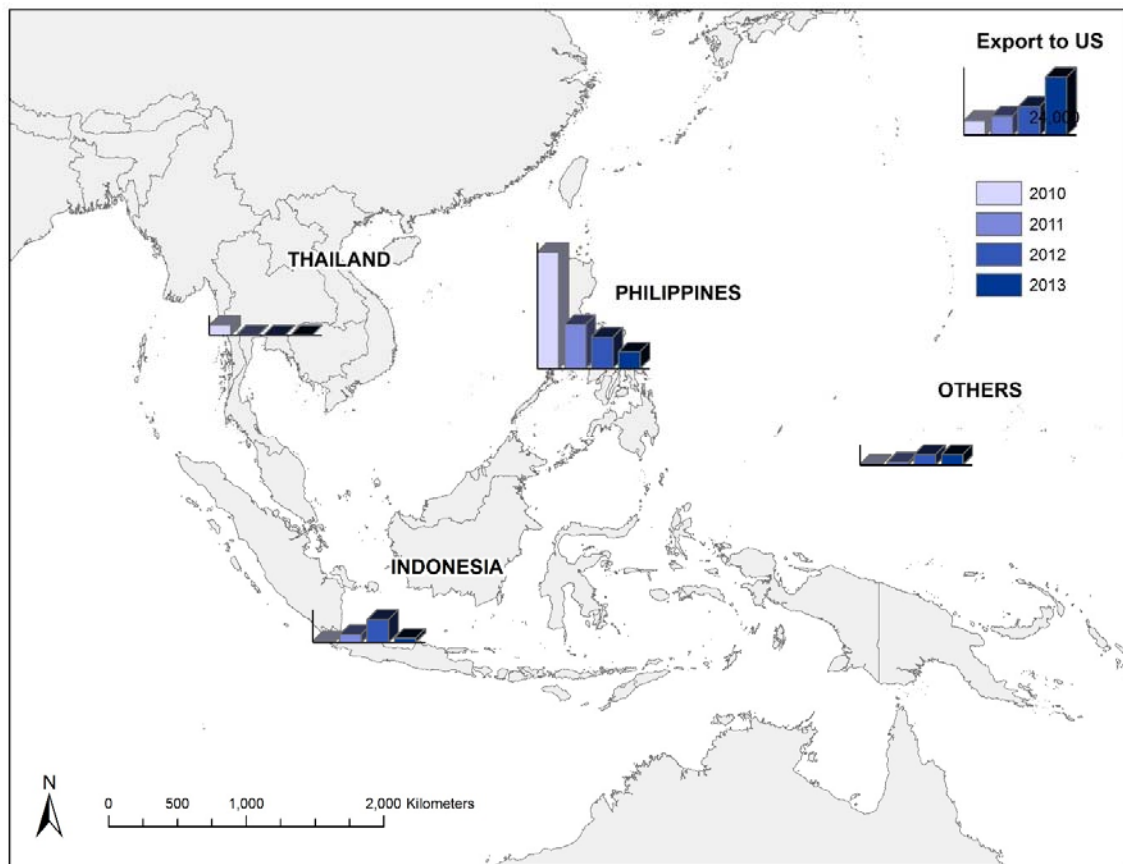 Export to US
24,000
2010
2011
2012
2013
THAILAND
PHILIPPINES
OTHERS
INDONESIA
N
0 500 1,000 2,000 Kilometers